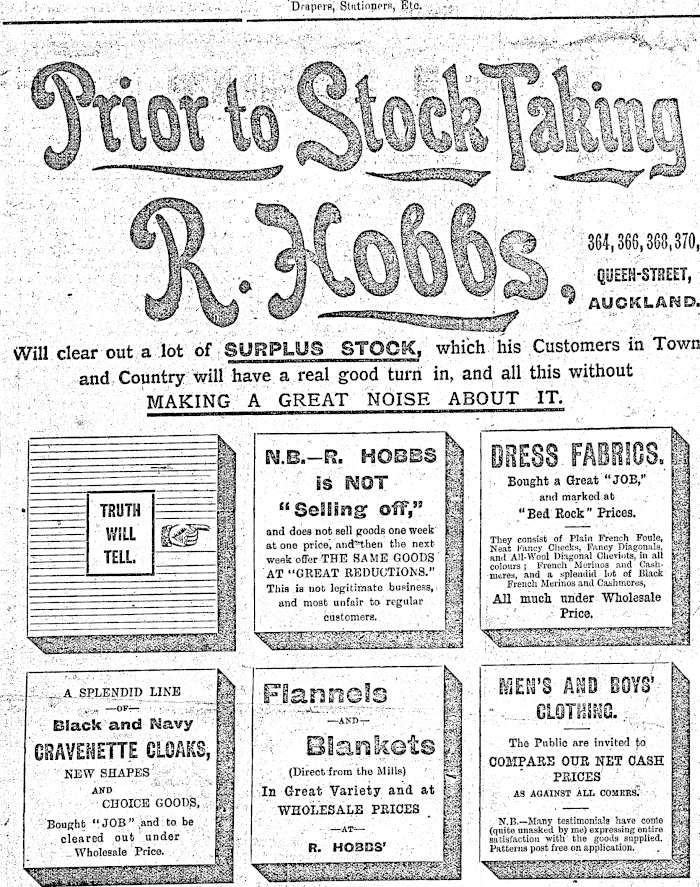 Drapers, Stationers, Etc.
Prior to Stock Taking
R. Hobbs,
364, 366, 368, 370,
QUEEN-STREET,
AUCKLAND.
Will clear out a lot of SURPLUS STOCK, which his Customers in Town
and Country will have a real good turn in, and all this without
MAKING A GREAT NOISE ABOUT IT.
TRUTH
WILL
TELL.
N.B.—R. HOBBS
is NOT
"Selling off,"
and does not sell goods one week
at one price, and then the next
week offer THE SAME GOODS
AT "GREAT REDUCTIONS."
This is not legitimate business,
and most unfair to regular
customers.
DRESS FABRICS.
Bought a Great "JOB,"
and marked at
"Bed Rock" Prices.
They consist of Plain French Foule,
Neat Fancy Checks, Fancy Diagonals,
and All-Wool Diagonal Cheviots, in all
colours; French Merinos and Cash-
meres, and a splendid lot of Black
French Merinos and Cashmeres,
All much under Wholesale
Price.
A SPLENDID LINE
—OF—
Black and Navy
CRAVENETTE CLOAKS,
NEW SHAPES
AND
CHOICE GOODS,
Bought "JOB" and to be
cleared out under
Wholesale Price.
Flannels
—AND—
Blankets
(Direct from the Mills)
In Great Variety and at
WHOLESALE PRICES
—AT—
R. HOBBS'
MEN'S AND BOYS'
CLOTHING.
The Public are invited to
COMPARE OUR NET CASH
PRICES
AS AGAINST ALL COMERS.
N.B.—Many testimonials have come
(quite unasked by me) expressing entire
satisfaction with the goods supplied.
Patterns post free on application.